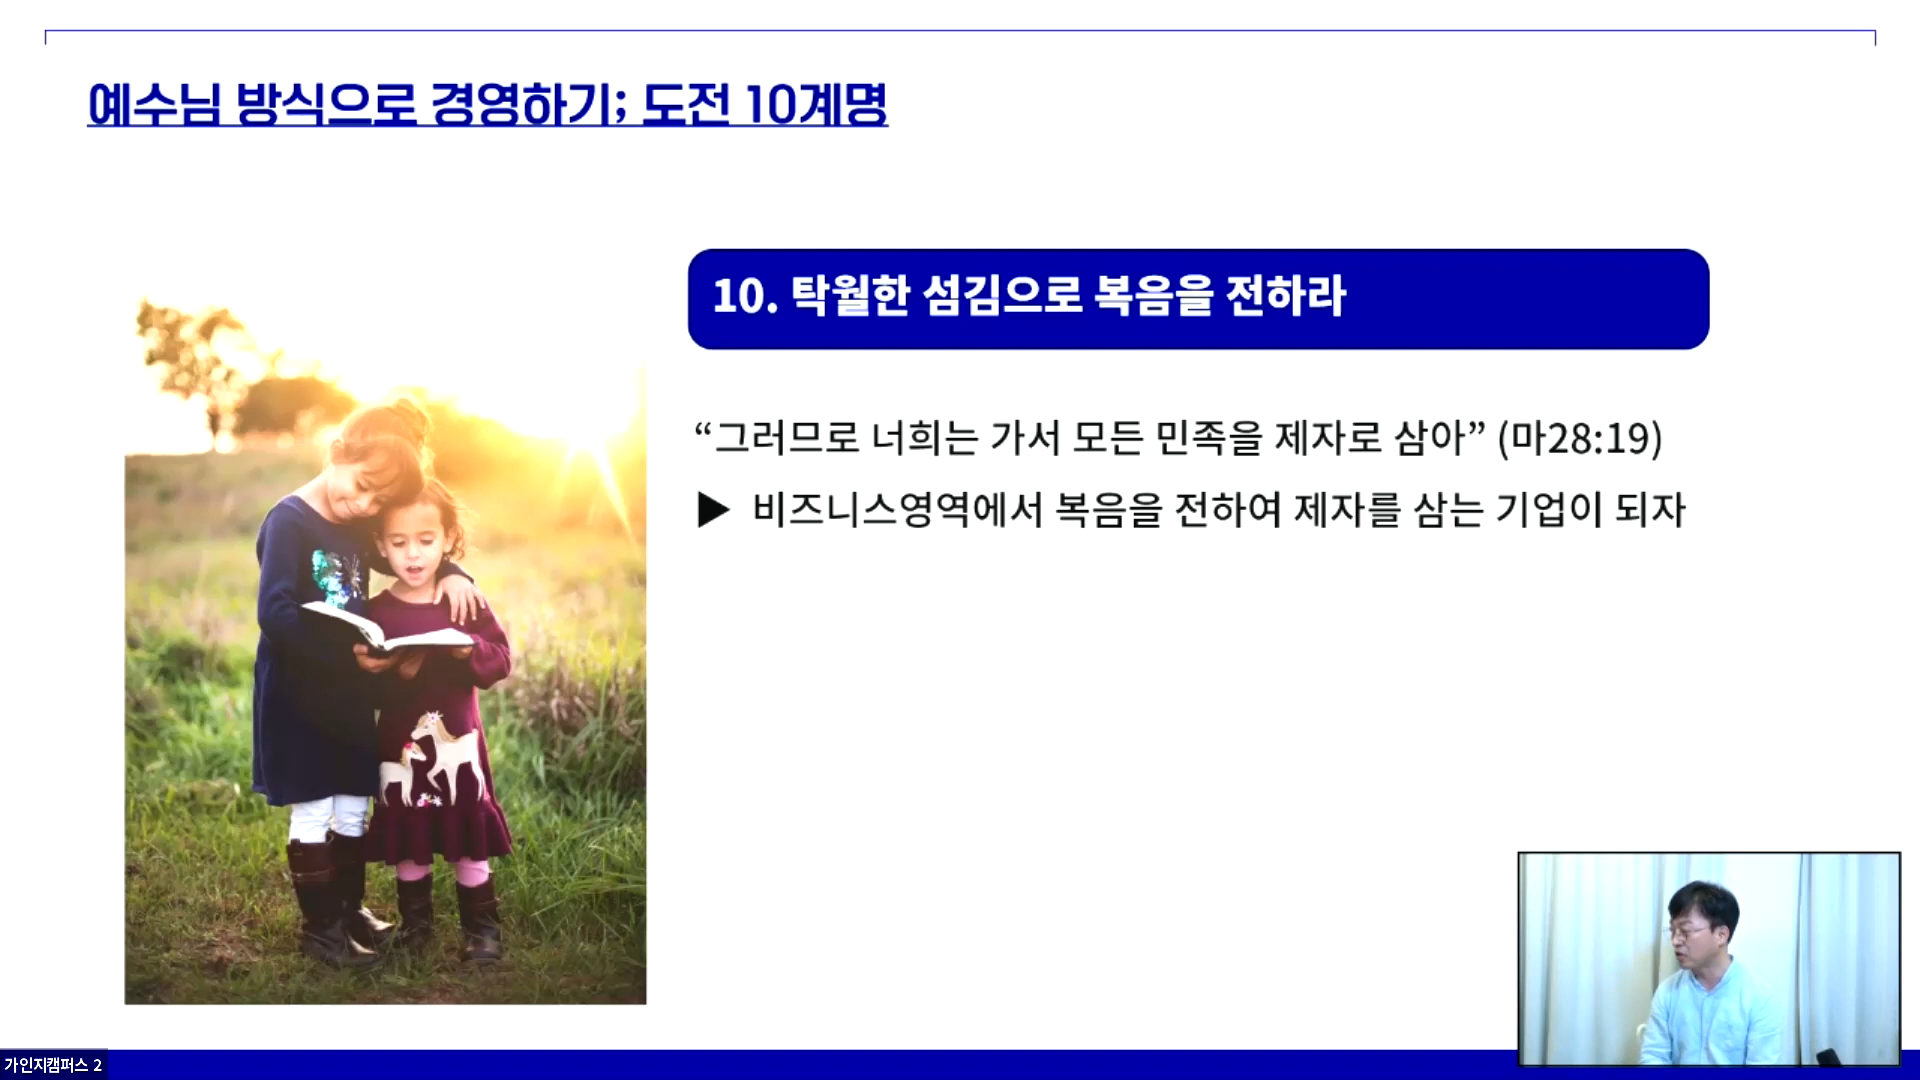 예수님 방식으로 경영하기; 도전 10계명
10. 탁월한 섬김으로 복음을 전하라
“그러므로 너희는 가서 모든 민족을 제자로 삼아” (마28:19)
▶ 비즈니스영역에서 복음을 전하여 제자를 삼는 기업이 되자
가인지캠퍼스 2